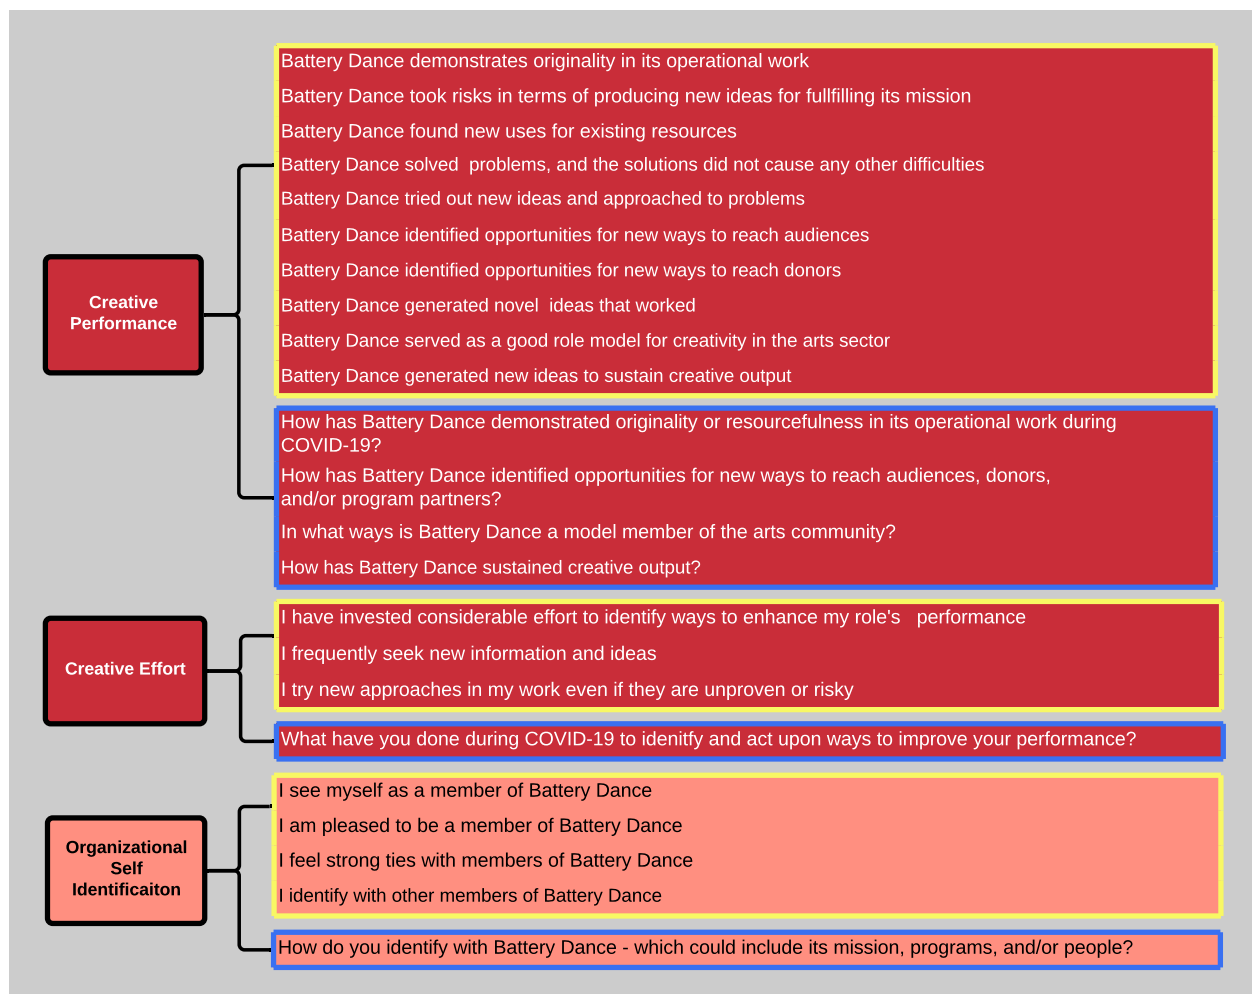 Battery Dance demonstrates originality in its operational work
Battery Dance took risks in terms of producing new ideas for fullfilling its mission
Battery Dance found new uses for existing resources
Battery Dance solved  problems, and the solutions did not cause any other difficulties
Battery Dance tried out new ideas and approached to problems
Battery Dance identified opportunities for new ways to reach audiences
Battery Dance identified opportunities for new ways to reach donors
Battery Dance generated novel  ideas that worked
Battery Dance served as a good role model for creativity in the arts sector
Battery Dance generated new ideas to sustain creative output
Creative
Performance
How has Battery Dance demonstrated originality or resourcefulness in its operational work during
COVID-19?
How has Battery Dance identified opportunities for new ways to reach audiences, donors,
and/or program partners?
In what ways is Battery Dance a model member of the arts community?
How has Battery Dance sustained creative output?
I have invested considerable effort to identify ways to enhance my role's   performance
I frequently seek new information and ideas
I try new approaches in my work even if they are unproven or risky
Creative Effort
What have you done during COVID-19 to idenitfy and act upon ways to improve your performance?
I see myself as a member of Battery Dance
I am pleased to be a member of Battery Dance
I feel strong ties with members of Battery Dance
I identify with other members of Battery Dance
Organizational
Self
Identificaiton
How do you identify with Battery Dance - which could include its mission, programs, and/or people?